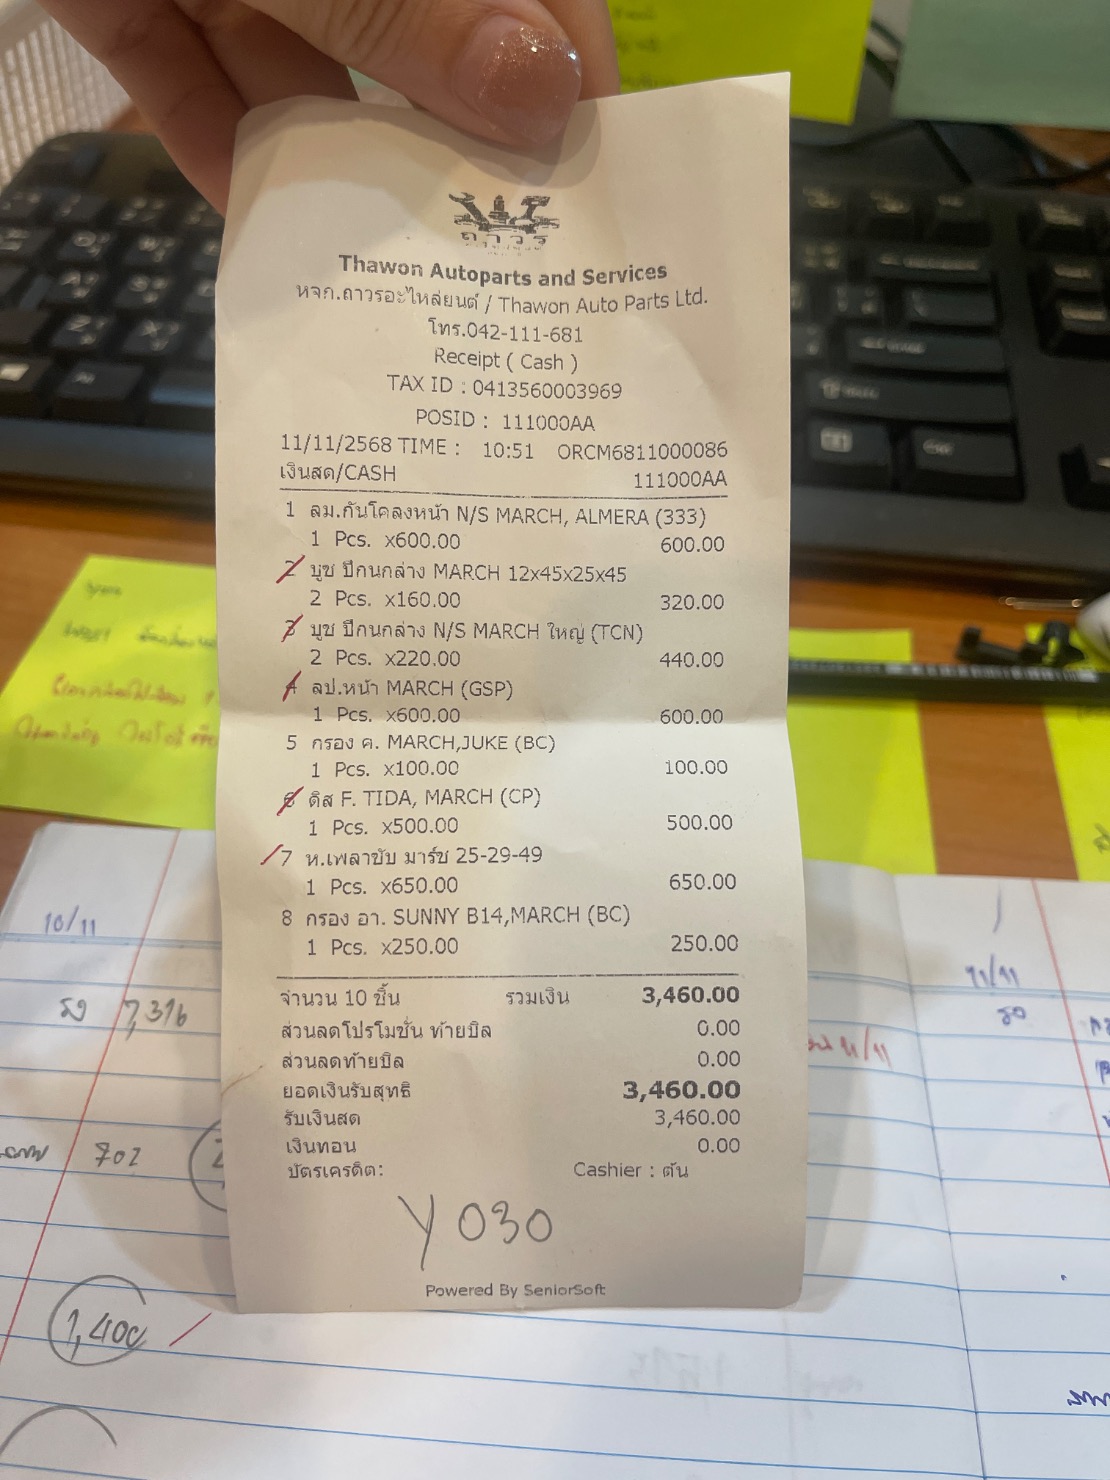 ถาวร
Thawon Autoparts and Services
หจก.ถาวรอะไหล่ยนต์ / Thawon Auto Parts Ltd.
โทร.042-111-681
Receipt ( Cash )
TAX ID : 0413560003969
POSID : 111000AA
11/11/2568 TIME : 10:51 ORCM6811000086
เงินสด/CASH 111000AA
1 ลม.กันโคลงหน้า N/S MARCH, ALMERA (333)
1 Pcs. x600.00 600.00
2 บูช ปีกนกล่าง MARCH 12x45x25x45
2 Pcs. x160.00 320.00
3 บูช ปีกนกล่าง N/S MARCH ใหญ่ (TCN)
2 Pcs. x220.00 440.00
4 ลป.หน้า MARCH (GSP)
1 Pcs. x600.00 600.00
5 กรอง ค. MARCH,JUKE (BC)
1 Pcs. x100.00 100.00
6 ดิส F. TIDA, MARCH (CP)
1 Pcs. x500.00 500.00
7 ห.เพลาขับ มาร์ช 25-29-49
1 Pcs. x650.00 650.00
8 กรอง อา. SUNNY B14,MARCH (BC)
1 Pcs. x250.00 250.00
จำนวน 10 ชิ้น รวมเงิน 3,460.00
ส่วนลดโปรโมชั่น ท้ายบิล 0.00
ส่วนลดท้ายบิล 0.00
ยอดเงินรับสุทธิ 3,460.00
รับเงินสด 3,460.00
เงินทอน 0.00
บัตรเครดิต: Cashier : ตัน
Y 030
Powered By SeniorSoft
10/11
7,316
702
1,400
11/11
11/11